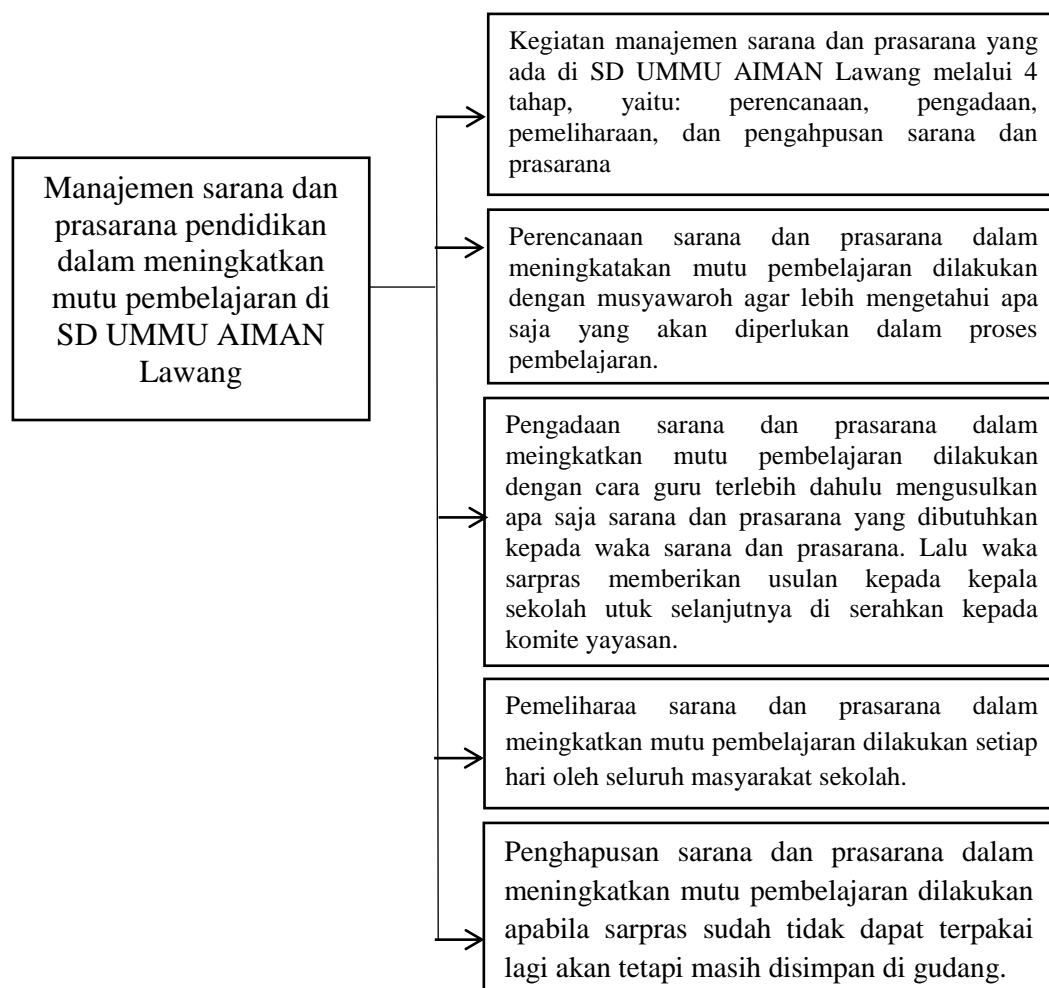 Kegiatan manajemen sarana dan prasarana yang
ada di SD UMMU AIMAN Lawang melalui 4
tahap, yaitu: perencanaan, pengadaan,
pemeliharaan, dan pengahpusan sarana dan
prasarana
Manajemen sarana dan
prasarana pendidikan
dalam meningkatkan
mutu pembelajaran di
SD UMMU AIMAN
Lawang
Perencanaan sarana dan prasarana dalam
meningkatakan mutu pembelajaran dilakukan
dengan musyawaroh agar lebih mengetahui apa
saja yang akan diperlukan dalam proses
pembelajaran.
Pengadaan sarana dan prasarana dalam
meingkatkan mutu pembelajaran dilakukan
dengan cara guru terlebih dahulu mengusulkan
apa saja sarana dan prasarana yang dibutuhkan
kepada waka sarana dan prasarana. Lalu waka
sarpras memberikan usulan kepada kepala
sekolah utuk selanjutnya di serahkan kepada
komite yayasan.
Pemeliharaa sarana dan prasarana dalam
meingkatkan mutu pembelajaran dilakukan setiap
hari oleh seluruh masyarakat sekolah.
Penghapusan sarana dan prasarana dalam
meningkatkan mutu pembelajaran dilakukan
apabila sarpras sudah tidak dapat terpakai
lagi akan tetapi masih disimpan di gudang.